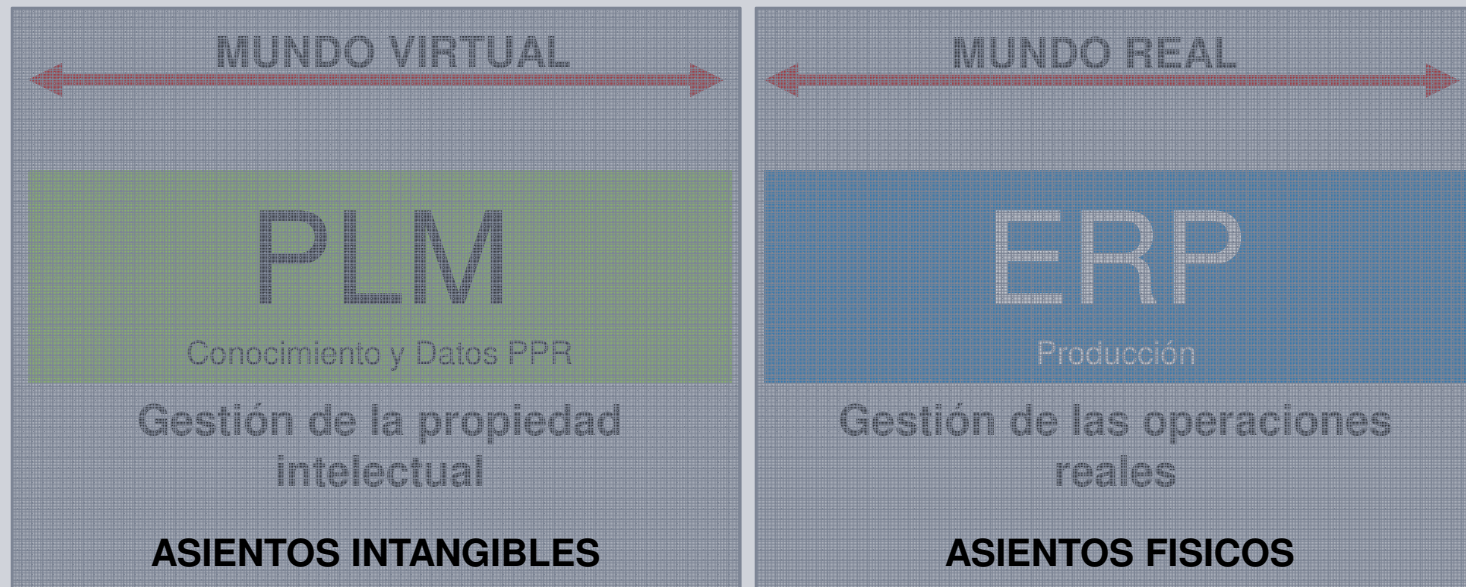 MUNDO VIRTUAL
PLM
Conocimiento y Datos PPR
Gestión de la propiedad
intelectual
ASIENTOS INTANGIBLES
MUNDO REAL
ERP
Producción
Gestión de las operaciones
reales
ASIENTOS FISICOS